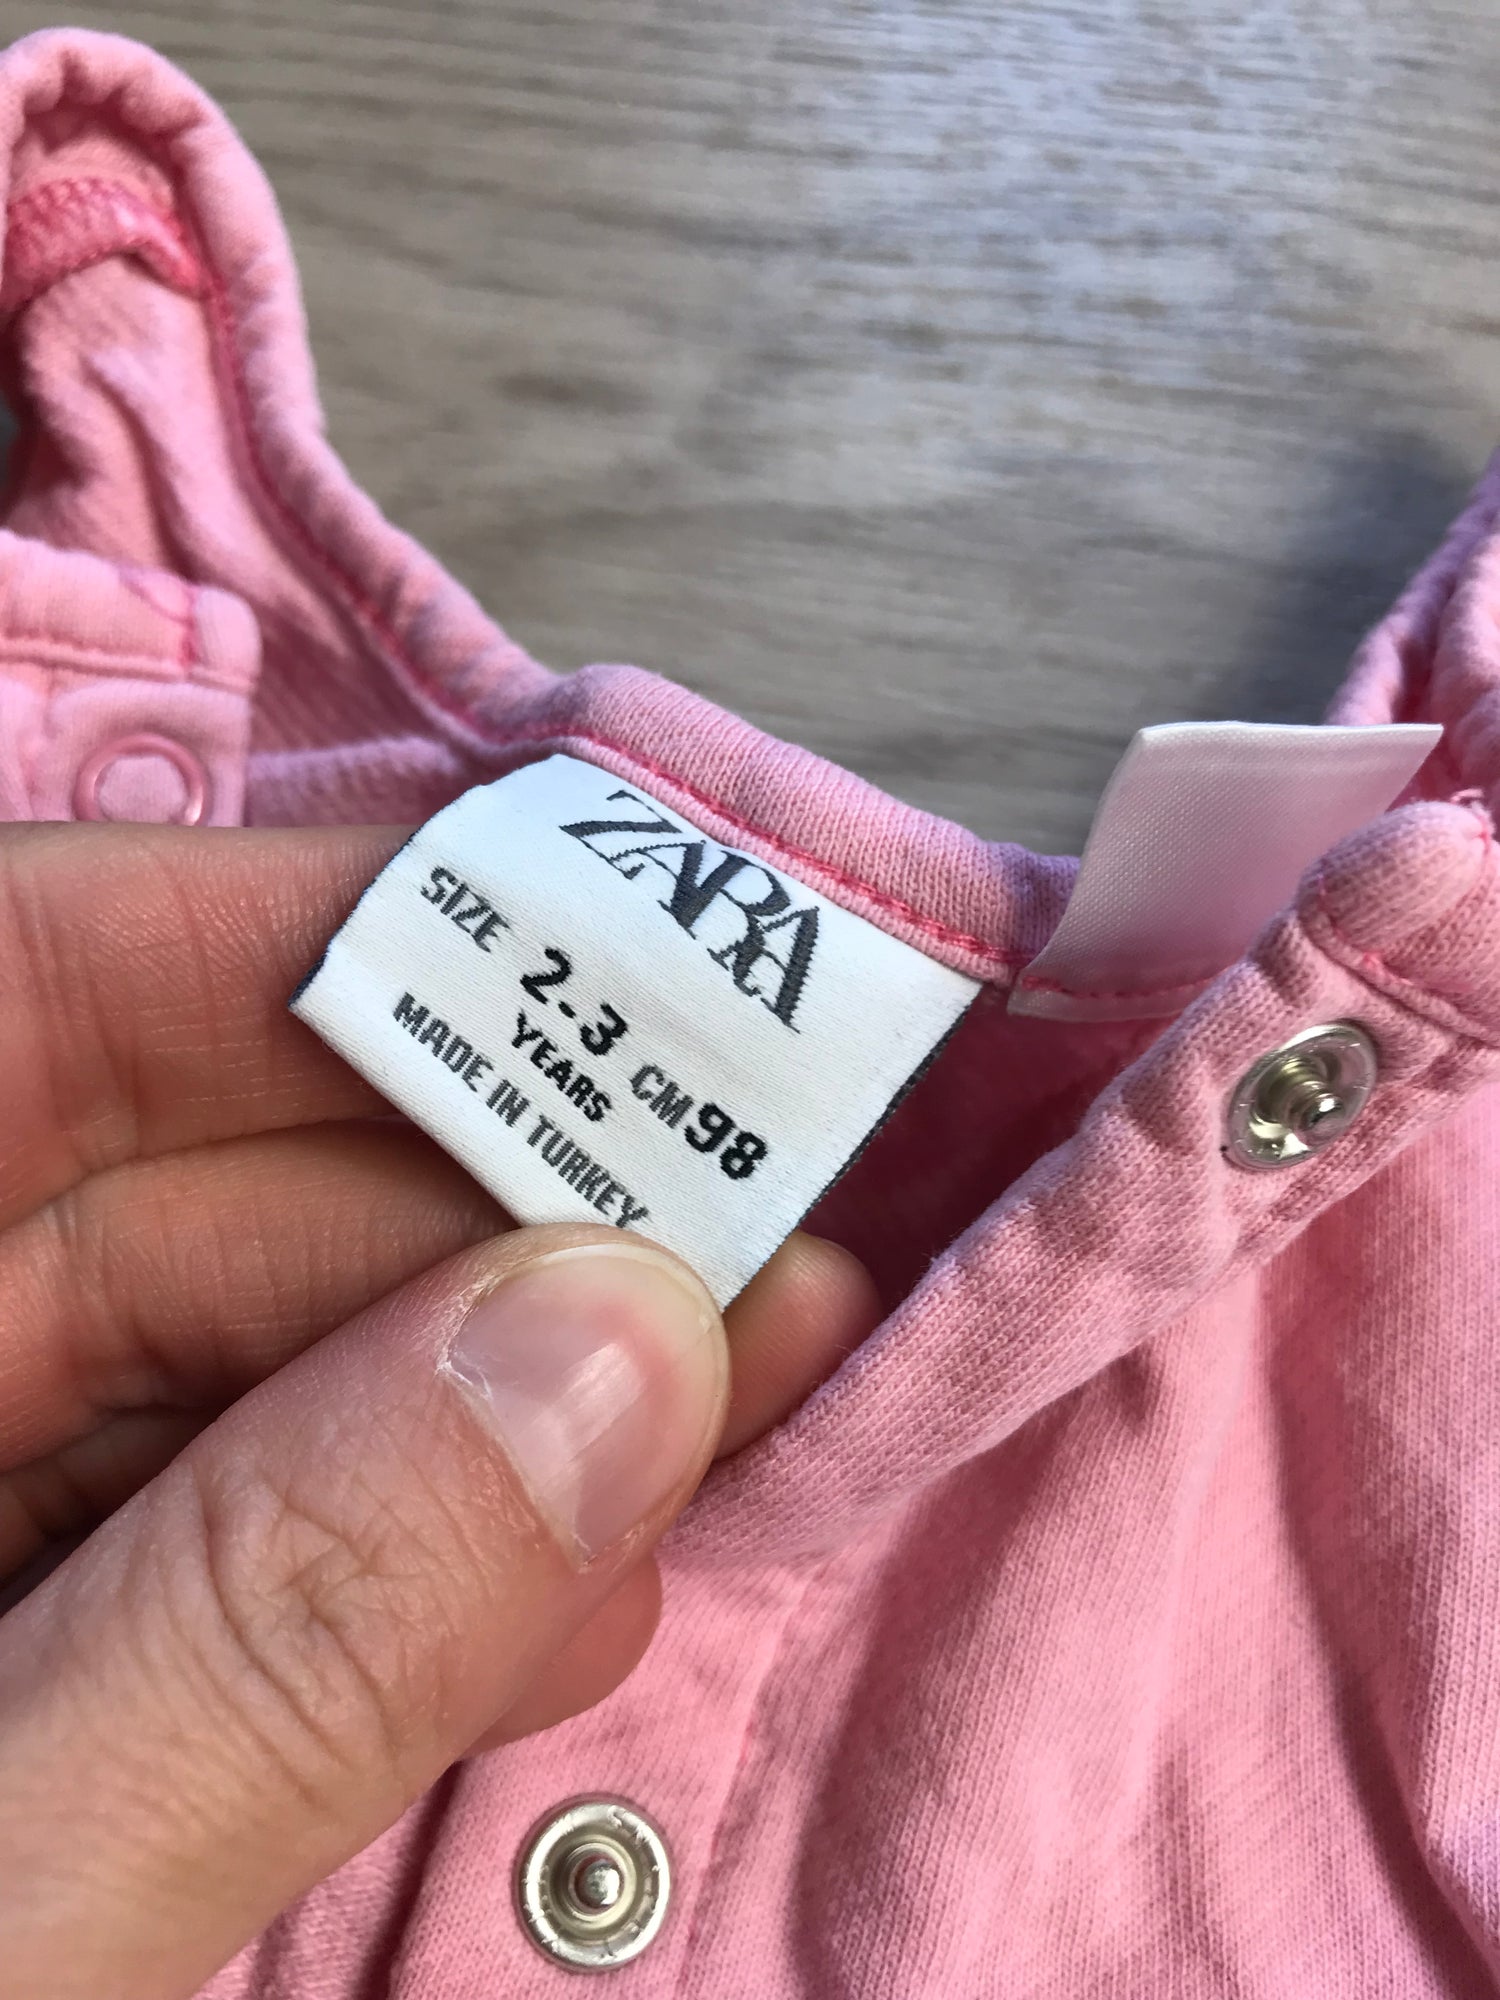 ZARA
SIZE 2-3 CM 98
YEARS
MADE IN TURKEY